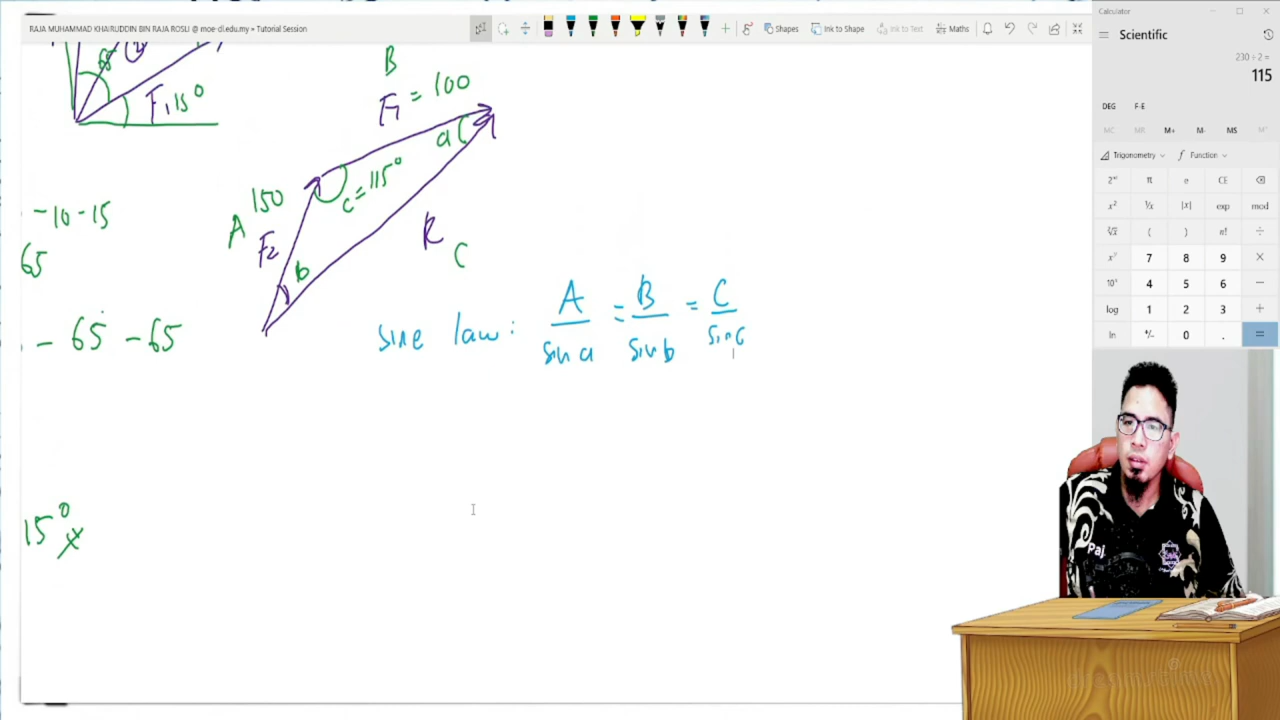 RAJA MUHAMMAD KHAIRUDDIN BIN RAJA ROSLI @ moe-dl.edu.my • Tutorial Session
Shapes
Ink to Shape
Ink to Text
Maths
Calculator
Scientific
230 ÷ 2 =
115
DEG F-E
MC MR M+ M- MS
Trigonometry Function
π e CE
x² ¹/x |x| exp mod
( ) n! ÷
7 8 9 ×
4 5 6 −
log 1 2 3 +
ln +/- 0 . =
F₁ 15°
B
F₁ = 100
a
150
c = 115°
A
F₂
R
C
b
-10-15
65
- 65 - 65
sine law: A/sin a = B/sin b = C/sin c
15°
Paj